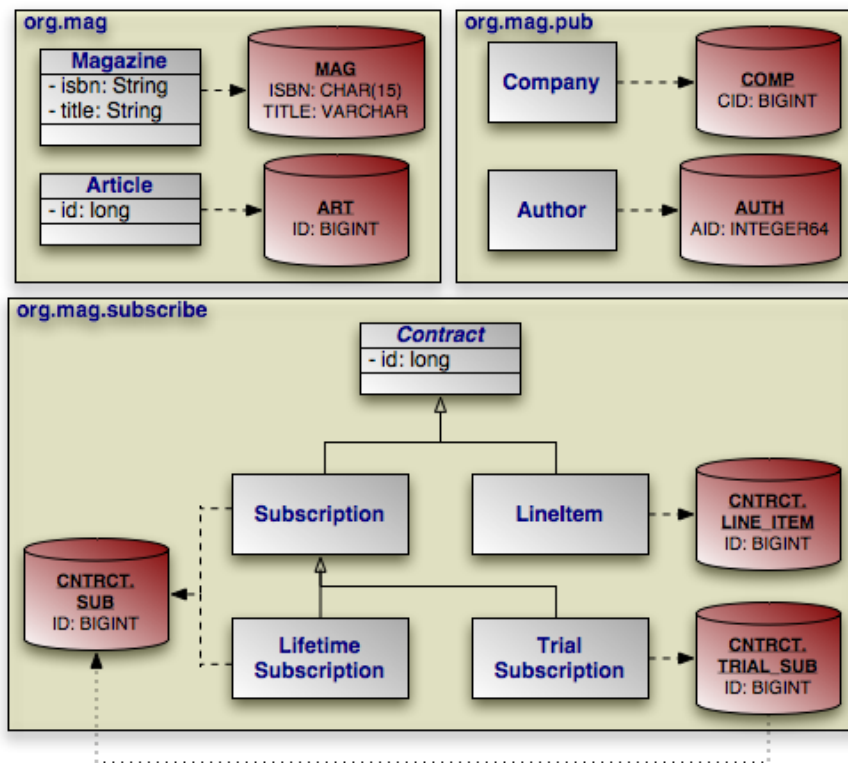 org.mag
Magazine
- isbn: String
- title: String
MAG
ISBN: CHAR(15)
TITLE: VARCHAR
Article
- id: long
ART
ID: BIGINT
org.mag.pub
Company
COMP
CID: BIGINT
Author
AUTH
AID: INTEGER64
org.mag.subscribe
Contract
- id: long
Subscription
LineItem
CNTRCT.
LINE_ITEM
ID: BIGINT
CNTRCT.
SUB
ID: BIGINT
Lifetime
Subscription
Trial
Subscription
CNTRCT.
TRIAL_SUB
ID: BIGINT